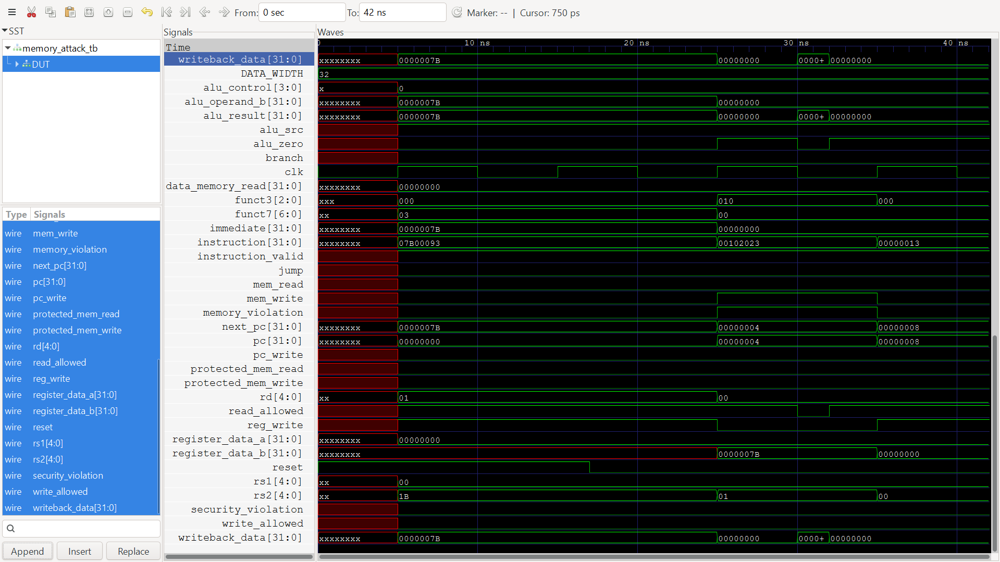 From: 0 sec To: 42 ns Marker: -- | Cursor: 750 ps
SST
memory_attack_tb
DUT
Type Signals
wire mem_write
wire memory_violation
wire next_pc[31:0]
wire pc[31:0]
wire pc_write
wire protected_mem_read
wire protected_mem_write
wire rd[4:0]
wire read_allowed
wire reg_write
wire register_data_a[31:0]
wire register_data_b[31:0]
wire reset
wire rs1[4:0]
wire rs2[4:0]
wire security_violation
wire write_allowed
wire writeback_data[31:0]
Append Insert Replace
Signals
Time
writeback_data[31:0]
DATA_WIDTH
alu_control[3:0]
alu_operand_b[31:0]
alu_result[31:0]
alu_src
alu_zero
branch
clk
data_memory_read[31:0]
funct3[2:0]
funct7[6:0]
immediate[31:0]
instruction[31:0]
instruction_valid
jump
mem_read
mem_write
memory_violation
next_pc[31:0]
pc[31:0]
pc_write
protected_mem_read
protected_mem_write
rd[4:0]
read_allowed
reg_write
register_data_a[31:0]
register_data_b[31:0]
reset
rs1[4:0]
rs2[4:0]
security_violation
write_allowed
writeback_data[31:0]
Waves
0 10 ns 20 ns 30 ns 40 ns
xxxxxxxx 0000007B 00000000 0000+ 00000000
32
x 0
xxxxxxxx 0000007B 00000000
xxxxxxxx 0000007B 00000000 0000+ 00000000
xxxxxxxx 00000000
xxx 000 010 000
xx 03 00
xxxxxxxx 0000007B 00000000
xxxxxxxx 07B00093 00102023 00000013
xxxxxxxx 0000007B 00000004 00000008
xxxxxxxx 00000000 00000004 00000008
xx 01 00
xxxxxxxx 00000000
xxxxxxxx 0000007B 00000000
xx 00
xx 1B 01 00
xxxxxxxx 0000007B 00000000 0000+ 00000000